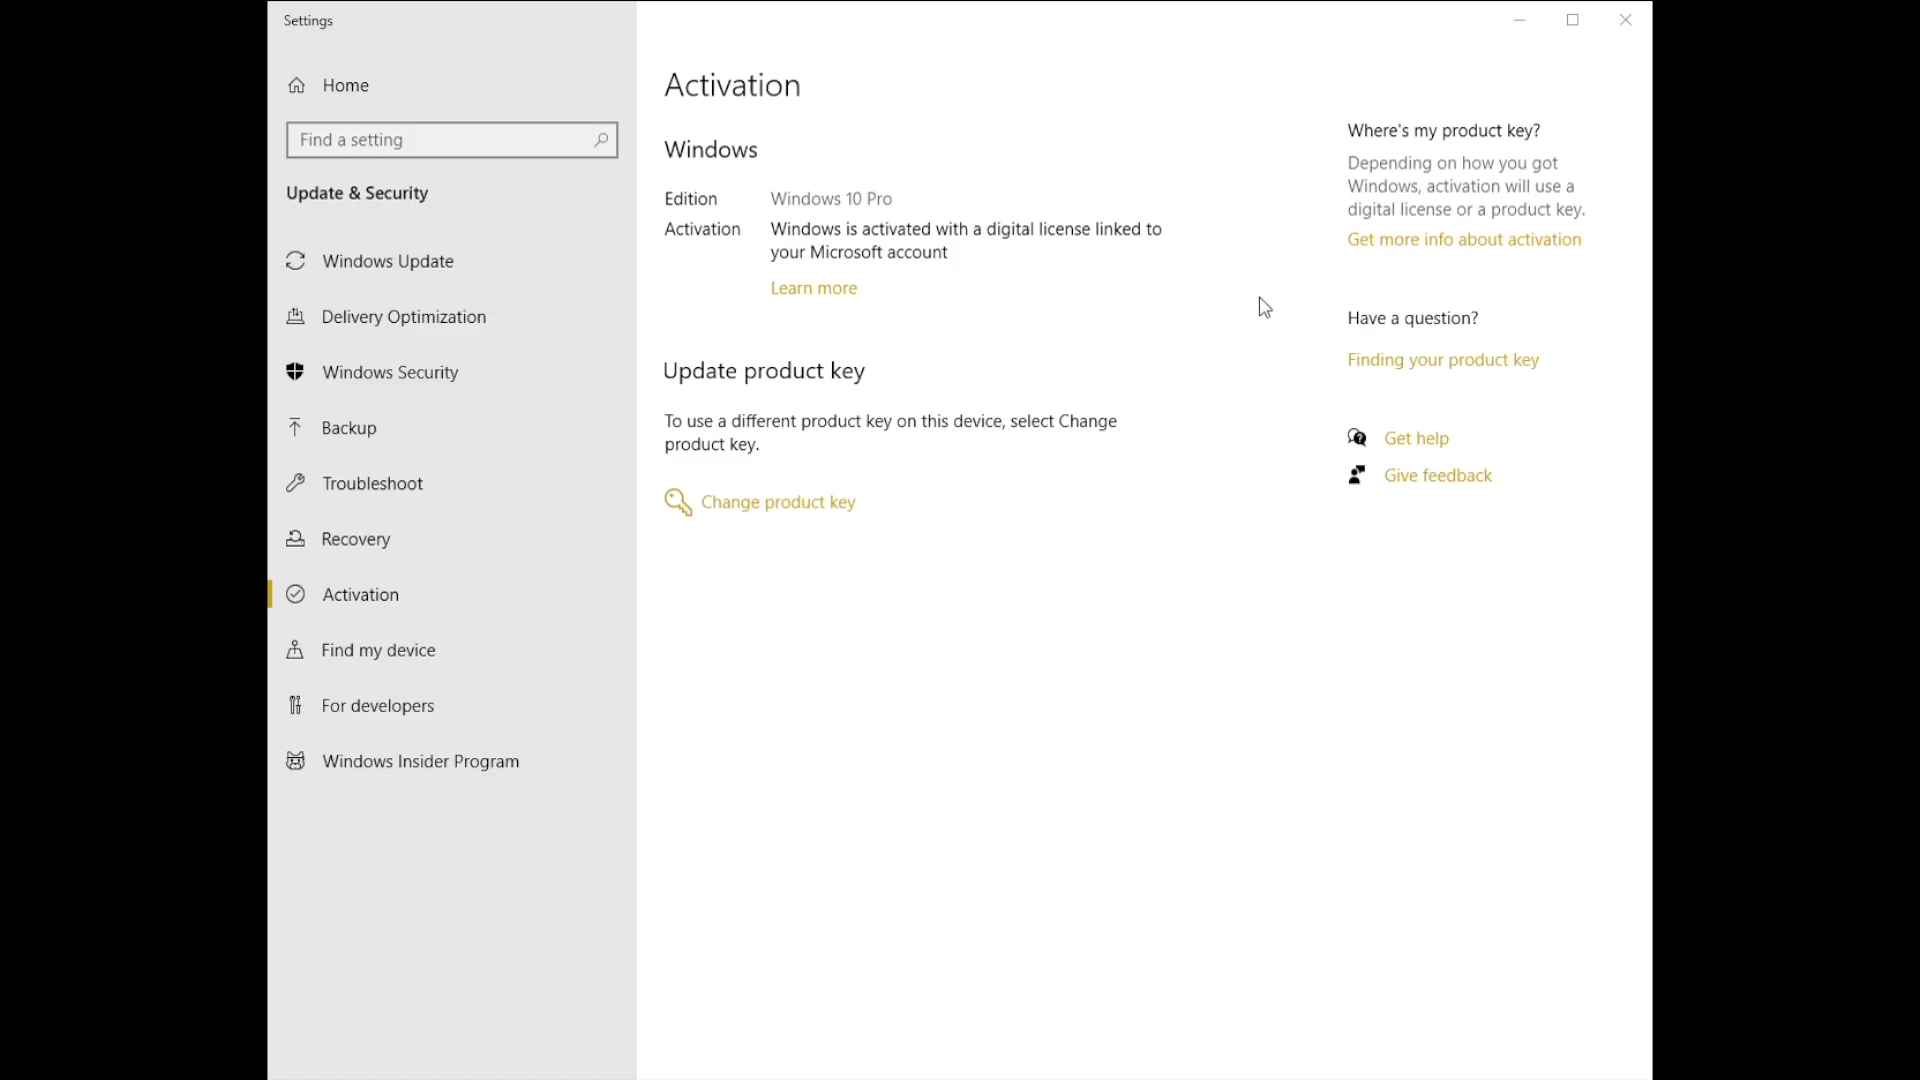 Settings
Home
Find a setting
Update & Security
Windows Update
Delivery Optimization
Windows Security
Backup
Troubleshoot
Recovery
Activation
Find my device
For developers
Windows Insider Program
Activation
Windows
Edition Windows 10 Pro
Activation Windows is activated with a digital license linked to
your Microsoft account
Learn more
Update product key
To use a different product key on this device, select Change
product key.
Change product key
Where's my product key?
Depending on how you got
Windows, activation will use a
digital license or a product key.
Get more info about activation
Have a question?
Finding your product key
Get help
Give feedback